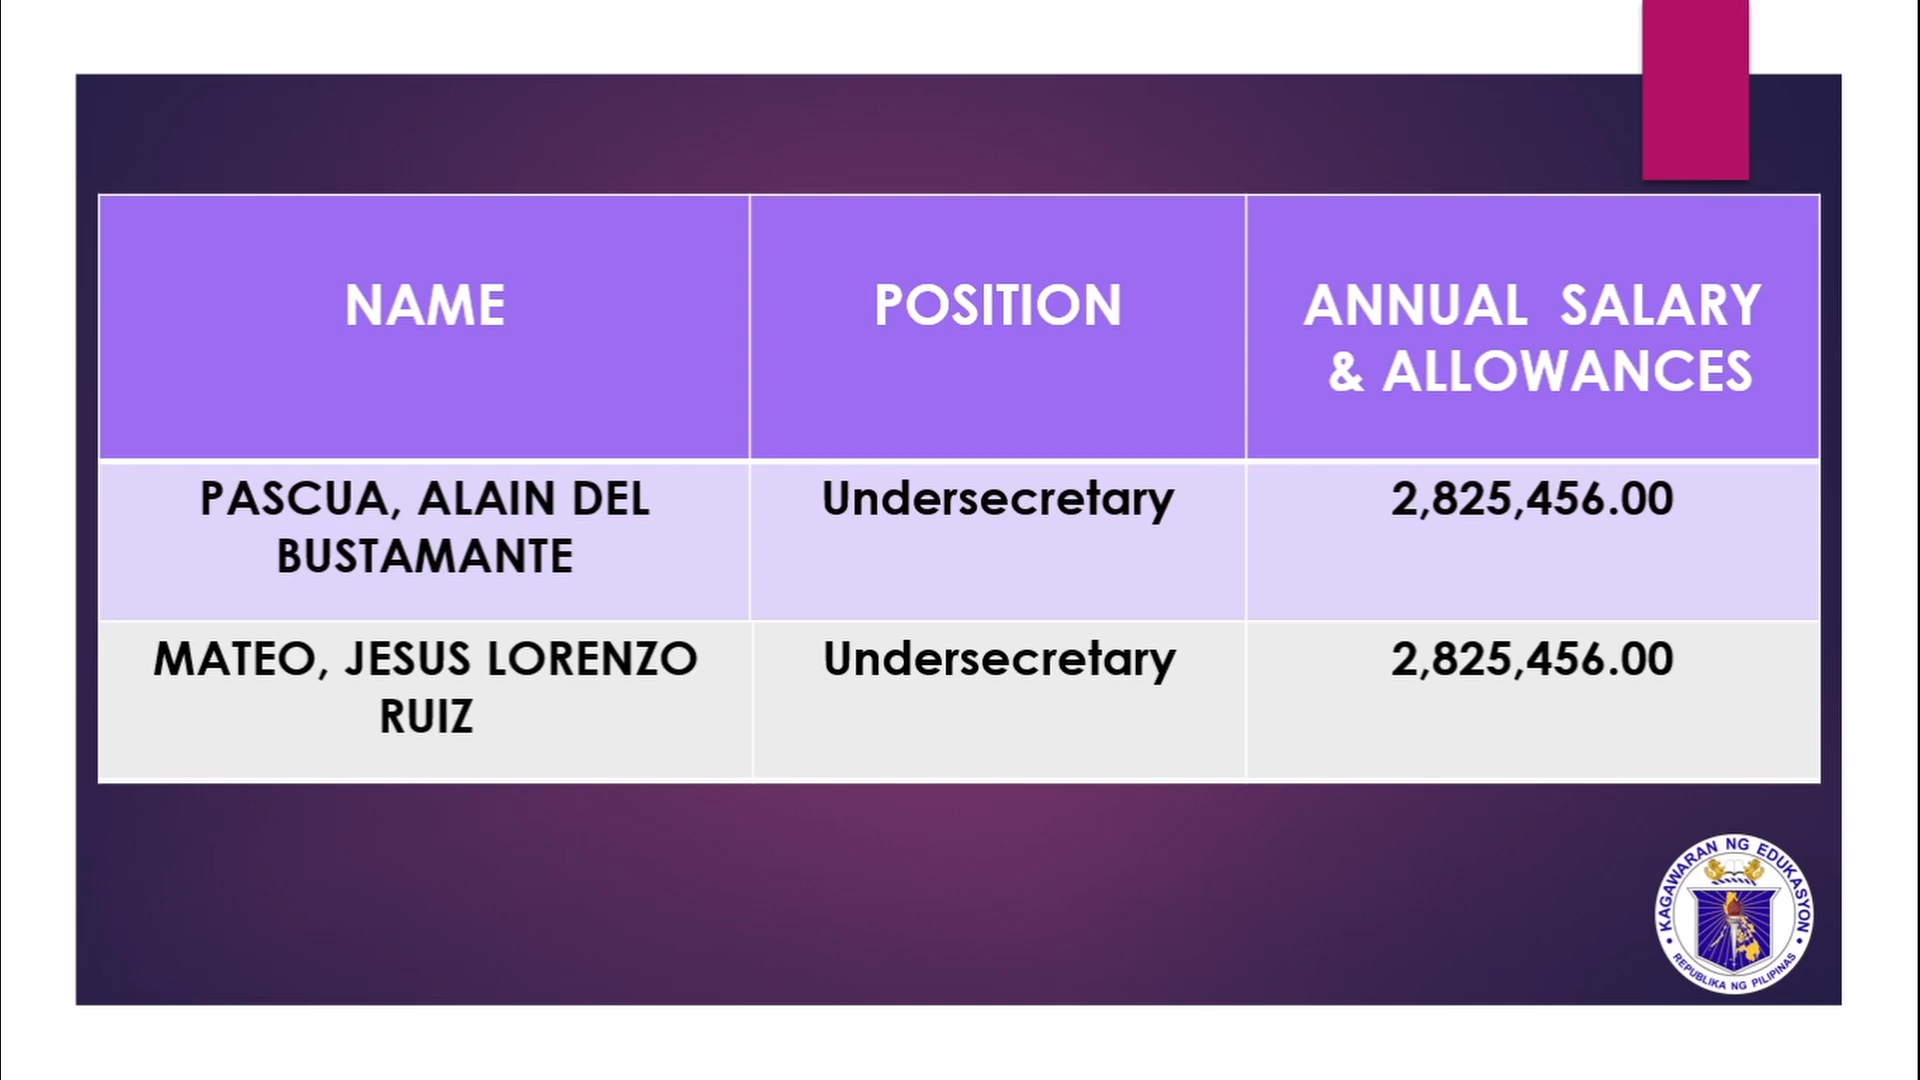 NAME
POSITION
ANNUAL SALARY
& ALLOWANCES
PASCUA, ALAIN DEL
BUSTAMANTE
Undersecretary
2,825,456.00
MATEO, JESUS LORENZO
RUIZ
Undersecretary
2,825,456.00
KAGAWARAN NG EDUKASYON
REPUBLIKA NG PILIPINAS